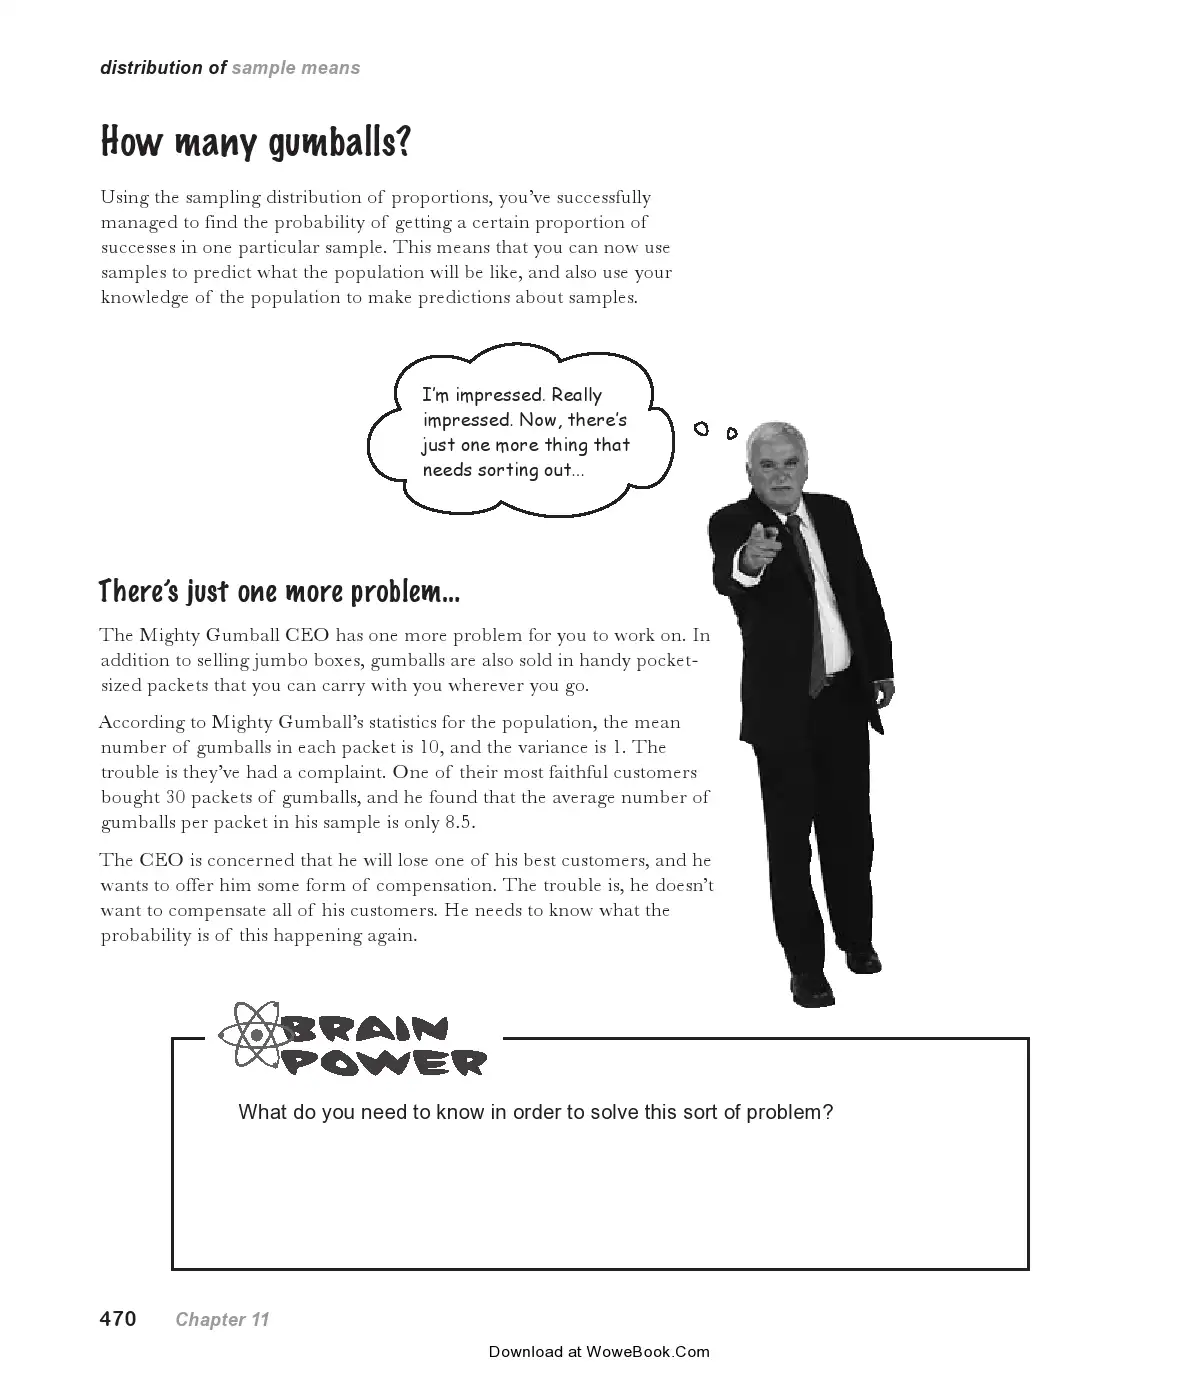 distribution of sample means
How many gumballs?
Using the sampling distribution of proportions, you've successfully
managed to find the probability of getting a certain proportion of
successes in one particular sample. This means that you can now use
samples to predict what the population will be like, and also use your
knowledge of the population to make predictions about samples.
I'm impressed. Really
impressed. Now, there's
just one more thing that
needs sorting out...
There's just one more problem...
The Mighty Gumball CEO has one more problem for you to work on. In
addition to selling jumbo boxes, gumballs are also sold in handy pocket-
sized packets that you can carry with you wherever you go.
According to Mighty Gumball's statistics for the population, the mean
number of gumballs in each packet is 10, and the variance is 1. The
trouble is they've had a complaint. One of their most faithful customers
bought 30 packets of gumballs, and he found that the average number of
gumballs per packet in his sample is only 8.5.
The CEO is concerned that he will lose one of his best customers, and he
wants to offer him some form of compensation. The trouble is, he doesn't
want to compensate all of his customers. He needs to know what the
probability is of this happening again.
BRAIN
POWER
What do you need to know in order to solve this sort of problem?
470 Chapter 11
Download at WoweBook.Com